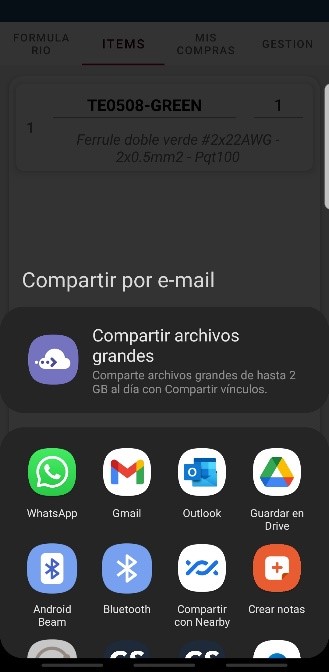 FORMULA
RIO
ITEMS
MIS
COMPRAS
GESTION
TE0508-GREEN
1
1
Ferrule doble verde #2x22AWG -
2x0.5mm2 - Pqt100
Compartir por e-mail
Compartir archivos
grandes
Comparte archivos grandes de hasta 2
GB al día con Compartir vínculos.
WhatsApp
Gmail
Outlook
Guardar en
Drive
Android
Beam
Bluetooth
Compartir
con Nearby
Crear notas